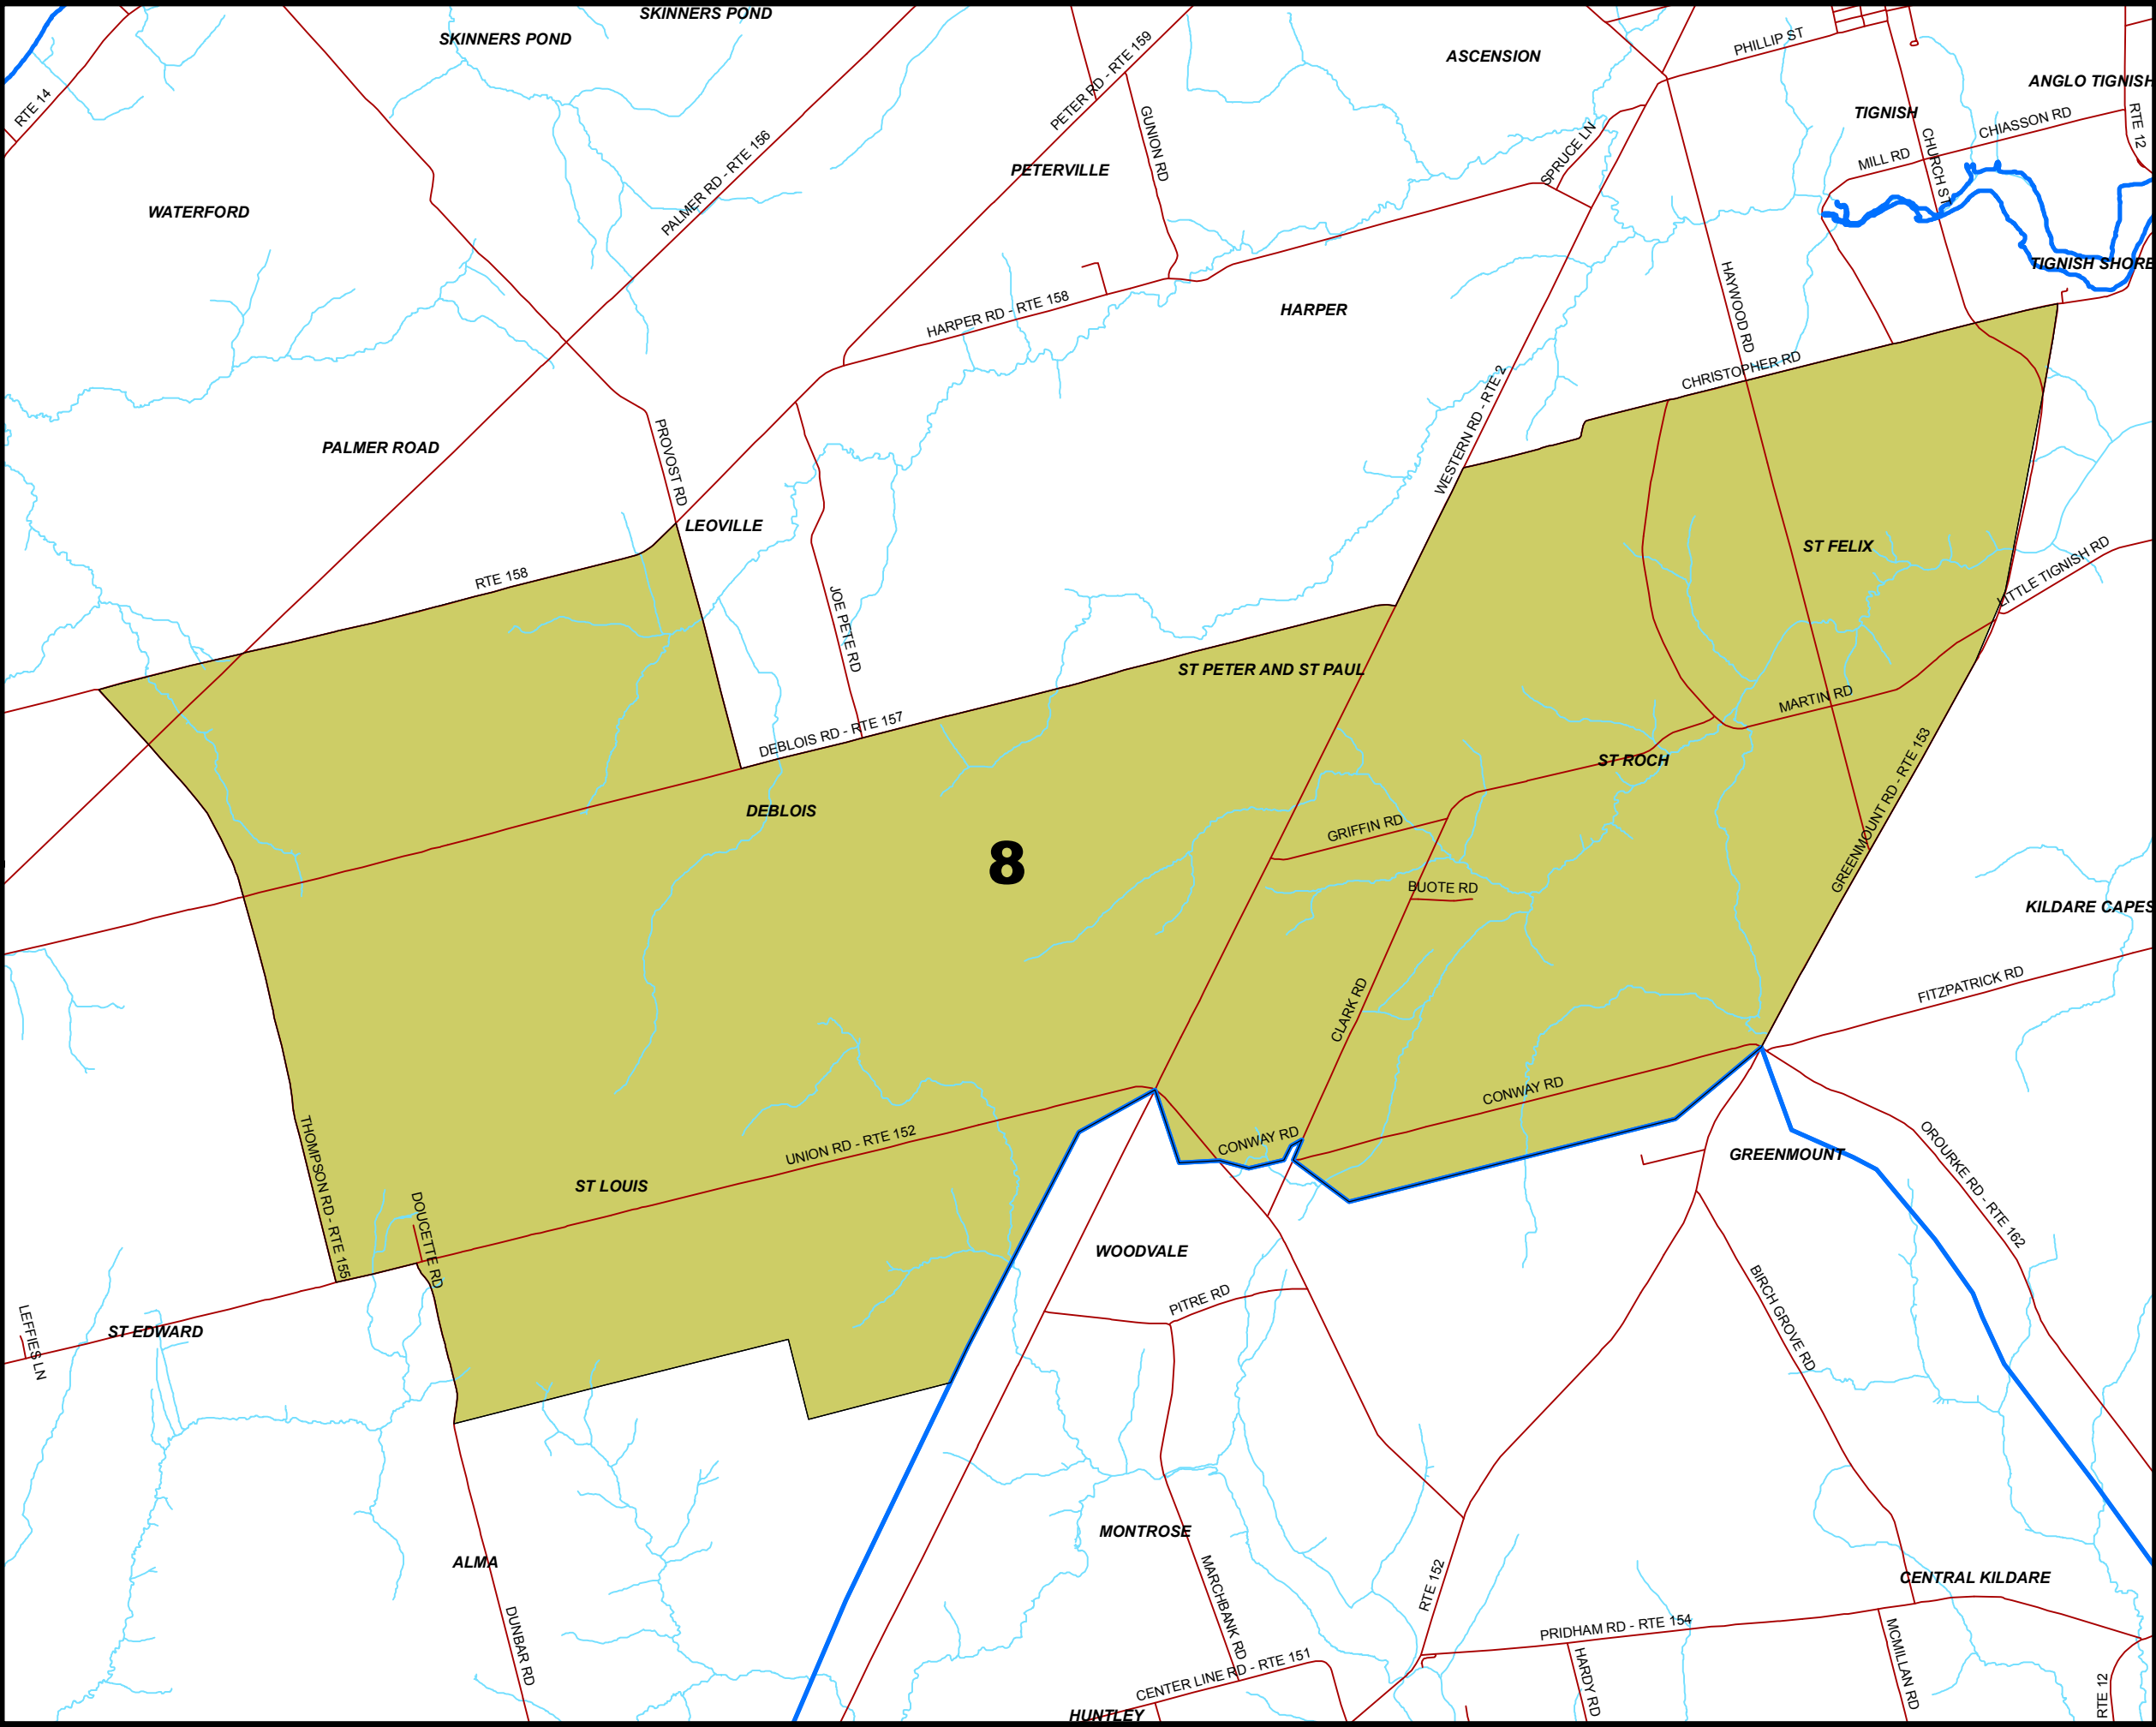 SKINNERS POND
SKINNERS POND
ASCENSION
PHILLIP ST
ANGLO TIGNISH
RTE 14
PETER RD - RTE 159
TIGNISH
CHIASSON RD
RTE 12
GUNION RD
PALMER RD - RTE 156
PETERVILLE
SPRUCE LN
MILL RD
CHURCH ST
WATERFORD
TIGNISH SHORE
HARPER RD - RTE 158
HARPER
HAYWOOD RD
CHRISTOPHER RD
WESTERN RD - RTE 2
PALMER ROAD
PROVOST RD
LEOVILLE
ST FELIX
RTE 158
LITTLE TIGNISH RD
JOE PETE RD
ST PETER AND ST PAUL
MARTIN RD
DEBLOIS RD - RTE 157
ST ROCH
GREENMOUNT RD - RTE 153
DEBLOIS
GRIFFIN RD
8
BUOTE RD
KILDARE CAPES
FITZPATRICK RD
CLARK RD
CONWAY RD
THOMPSON RD - RTE 155
UNION RD - RTE 152
CONWAY RD
GREENMOUNT
OROURKE RD - RTE 162
ST LOUIS
DOUCETTE RD
WOODVALE
PITRE RD
BIRCH GROVE RD
LEFFIES LN
ST EDWARD
MONTROSE
ALMA
MARCHBANK RD
RTE 152
CENTRAL KILDARE
DUNBAR RD
PRIDHAM RD - RTE 154
HARDY RD
MCMILLAN RD
CENTER LINE RD - RTE 151
RTE 12
HUNTLEY